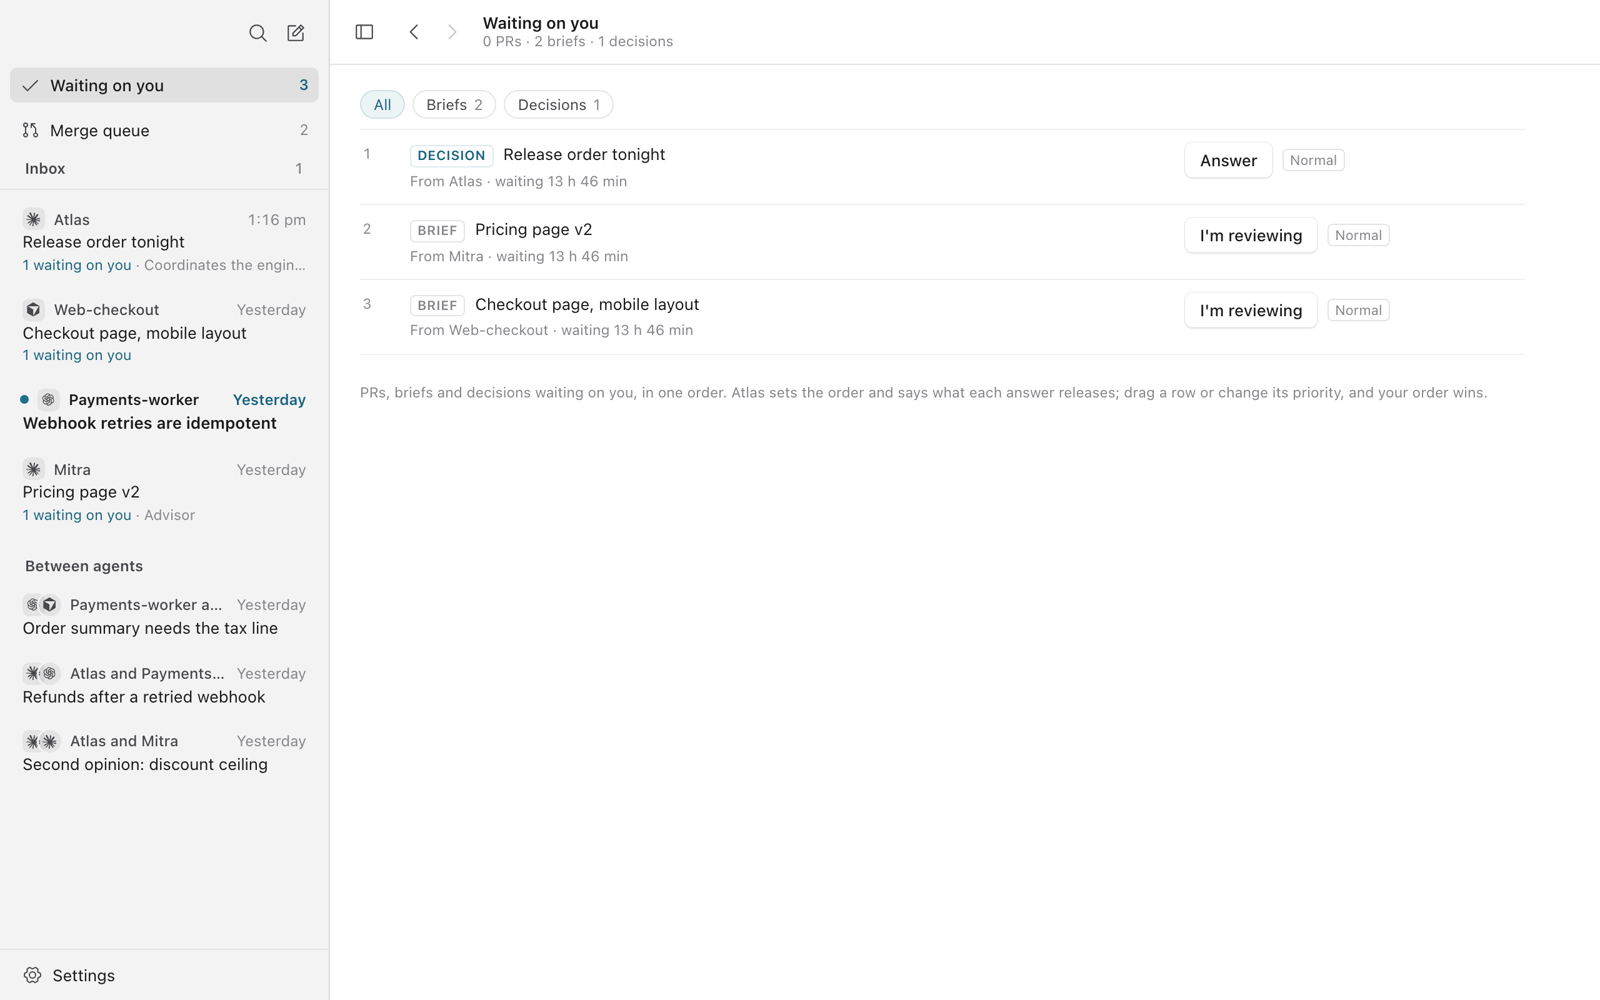 Waiting on you 3
Merge queue 2
Inbox 1
Atlas 1:16 pm
Release order tonight
1 waiting on you · Coordinates the engin...
Web-checkout Yesterday
Checkout page, mobile layout
1 waiting on you
Payments-worker Yesterday
Webhook retries are idempotent
Mitra Yesterday
Pricing page v2
1 waiting on you · Advisor
Between agents
Payments-worker a... Yesterday
Order summary needs the tax line
Atlas and Payments... Yesterday
Refunds after a retried webhook
Atlas and Mitra Yesterday
Second opinion: discount ceiling
Settings
Waiting on you
0 PRs · 2 briefs · 1 decisions
All Briefs 2 Decisions 1
1 DECISION Release order tonight Answer Normal
From Atlas · waiting 13 h 46 min
2 BRIEF Pricing page v2 I'm reviewing Normal
From Mitra · waiting 13 h 46 min
3 BRIEF Checkout page, mobile layout I'm reviewing Normal
From Web-checkout · waiting 13 h 46 min
PRs, briefs and decisions waiting on you, in one order. Atlas sets the order and says what each answer releases; drag a row or change its priority, and your order wins.